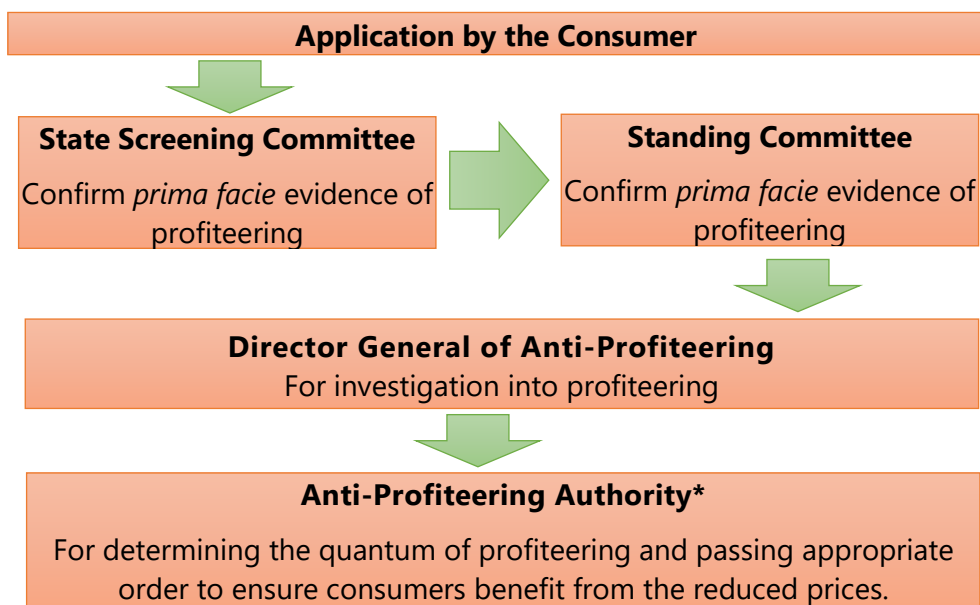 Application by the Consumer
State Screening Committee
Confirm prima facie evidence of
profiteering
Standing Committee
Confirm prima facie evidence of
profiteering
Director General of Anti-Profiteering
For investigation into profiteering
Anti-Profiteering Authority*
For determining the quantum of profiteering and passing appropriate
order to ensure consumers benefit from the reduced prices.